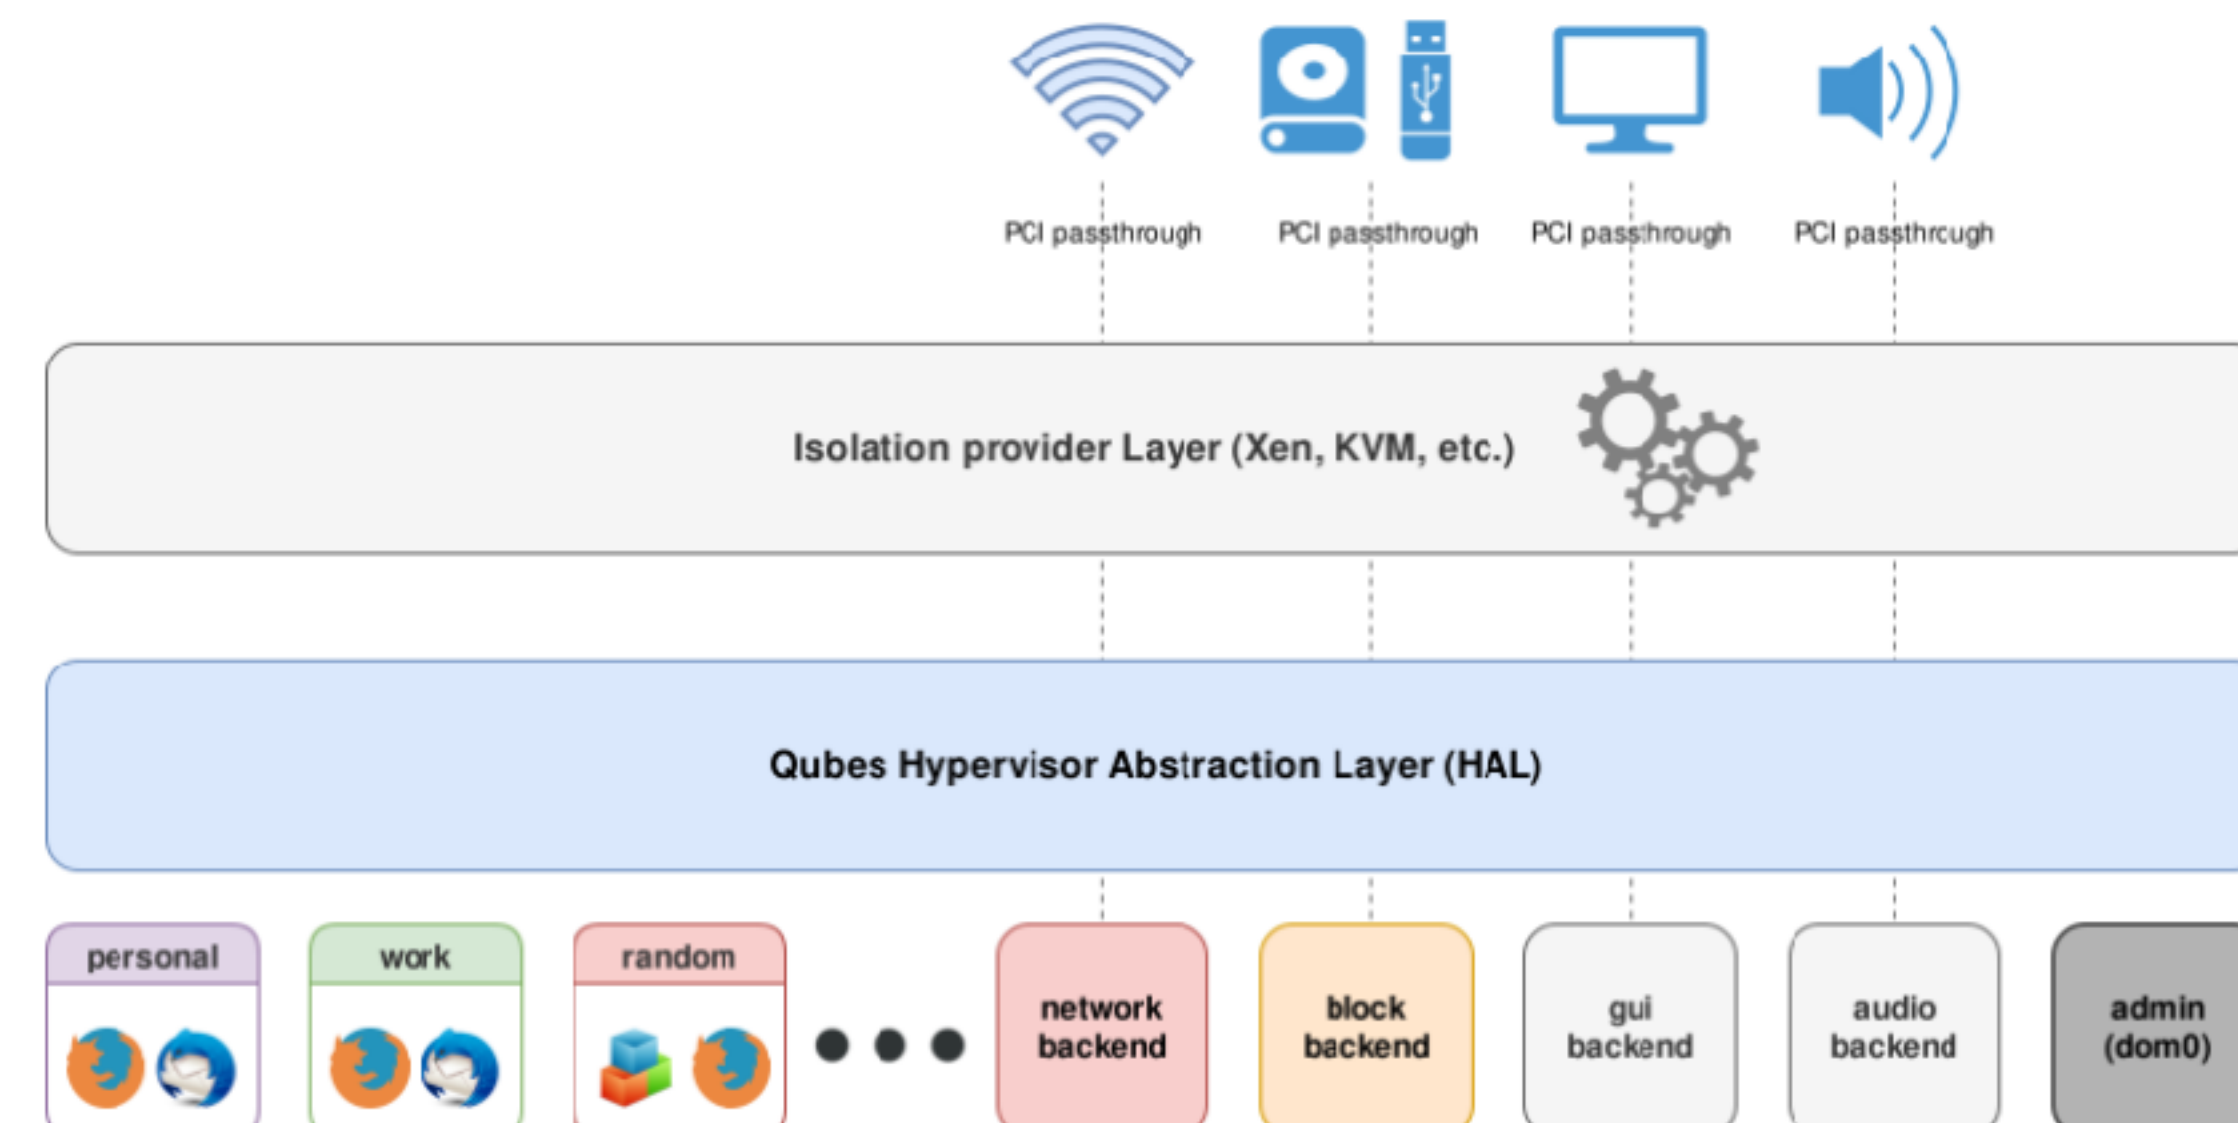 PCI passthrough PCI passthrough PCI passthrough PCI passthrough
Isolation provider Layer (Xen, KVM, etc.)
Qubes Hypervisor Abstraction Layer (HAL)
personal
work
random
network
backend
block
backend
gui
backend
audio
backend
admin
(dom0)